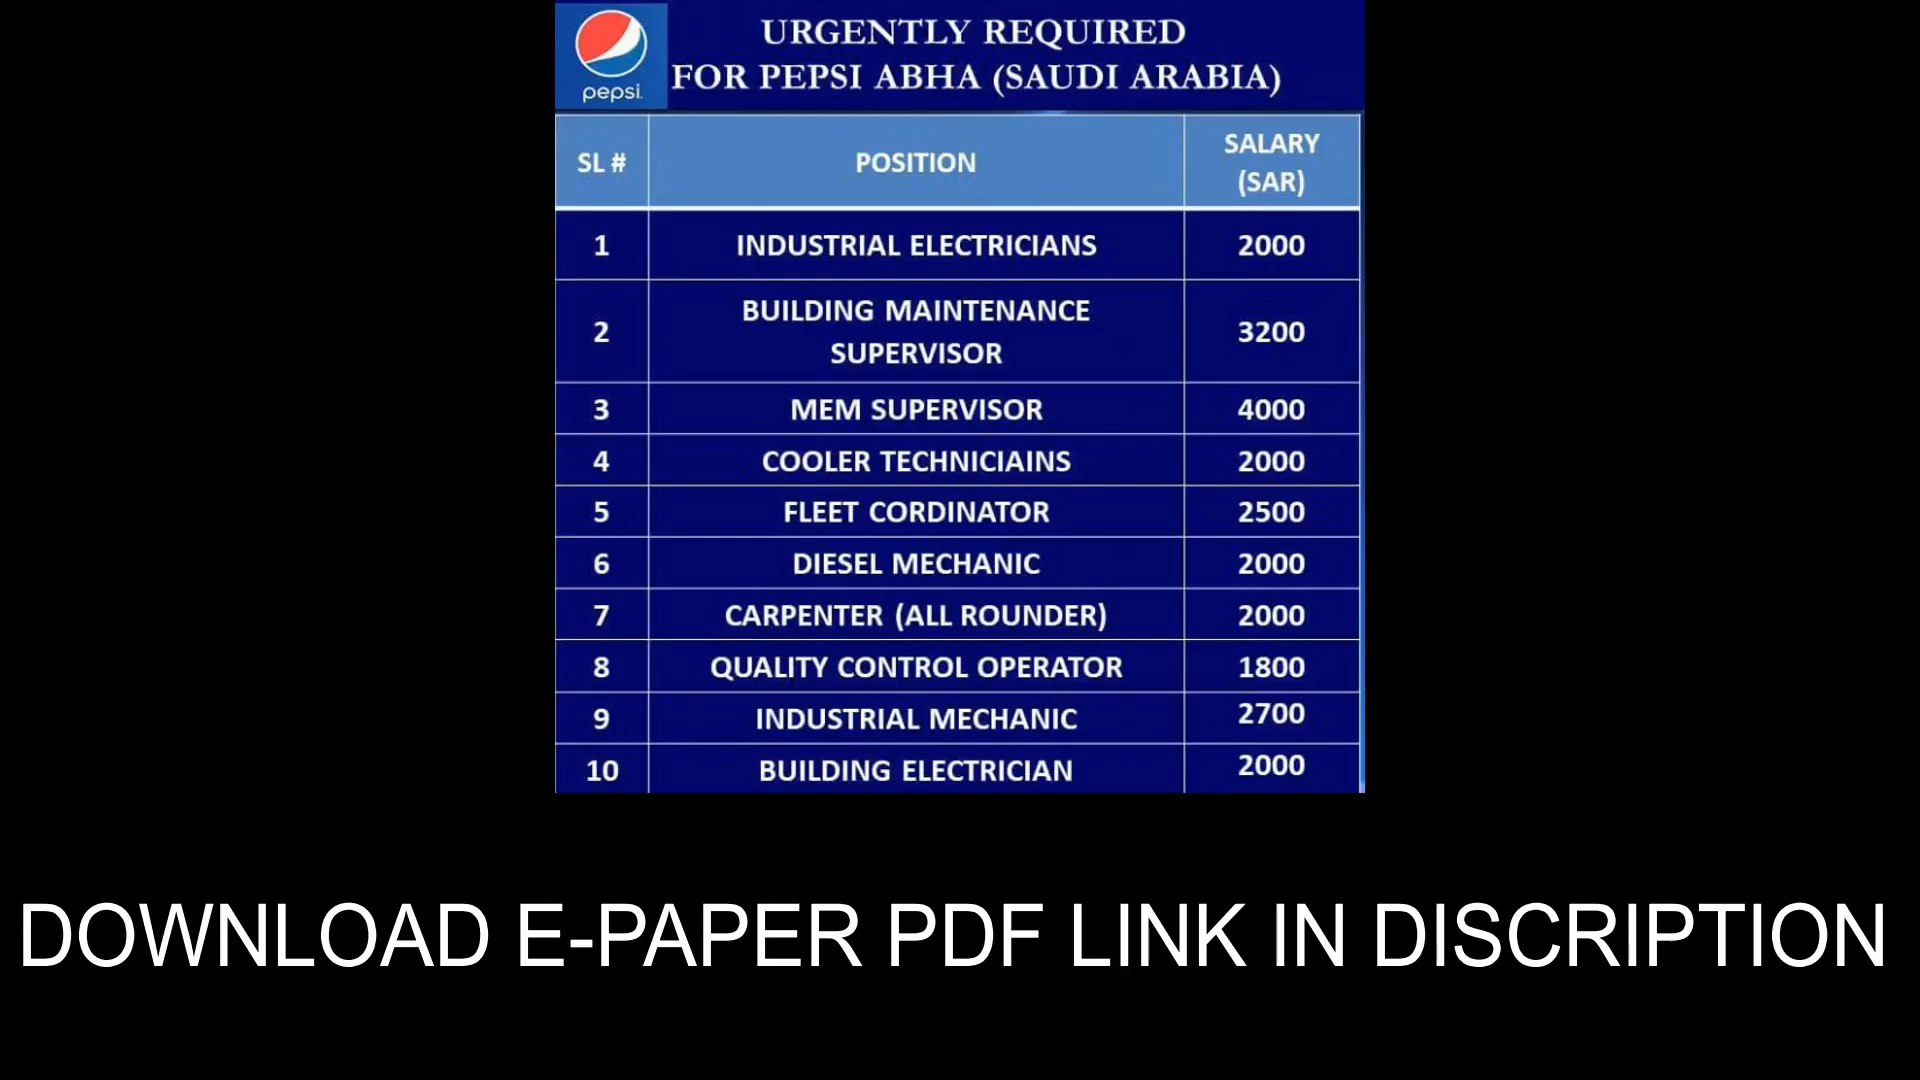 pepsi.
URGENTLY REQUIRED
FOR PEPSI ABHA (SAUDI ARABIA)
SL # POSITION SALARY (SAR)
1 INDUSTRIAL ELECTRICIANS 2000
2 BUILDING MAINTENANCE SUPERVISOR 3200
3 MEM SUPERVISOR 4000
4 COOLER TECHNICIAINS 2000
5 FLEET CORDINATOR 2500
6 DIESEL MECHANIC 2000
7 CARPENTER (ALL ROUNDER) 2000
8 QUALITY CONTROL OPERATOR 1800
9 INDUSTRIAL MECHANIC 2700
10 BUILDING ELECTRICIAN 2000
DOWNLOAD E-PAPER PDF LINK IN DISCRIPTION